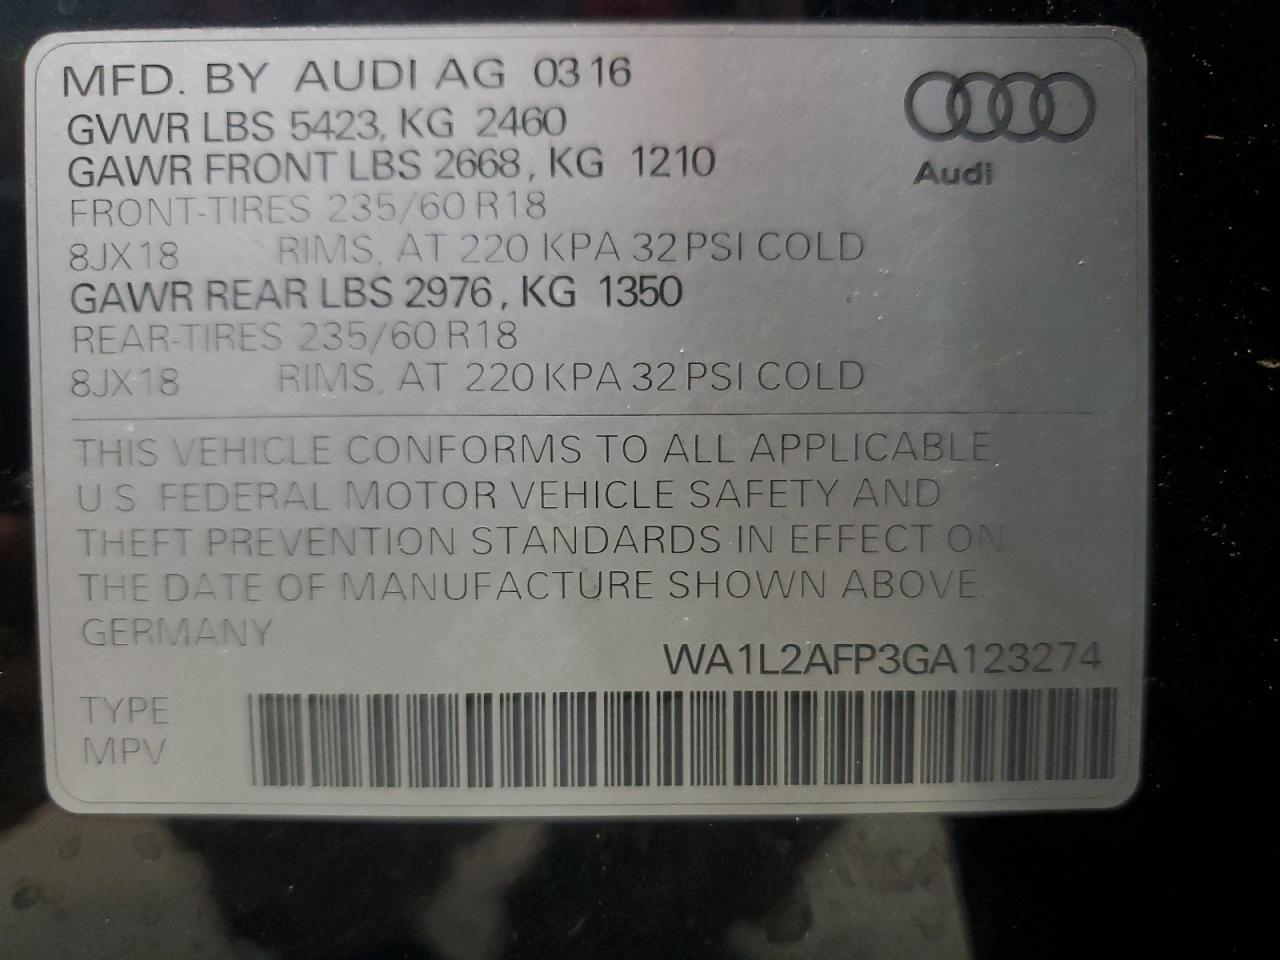 MFD. BY AUDI AG 0316
GVWR LBS 5423, KG 2460
GAWR FRONT LBS 2668, KG 1210
FRONT-TIRES 235/60 R18
8JX18 RIMS, AT 220 KPA 32 PSI COLD
GAWR REAR LBS 2976, KG 1350
REAR-TIRES 235/60 R18
8JX18 RIMS, AT 220 KPA 32 PSI COLD
Audi
THIS VEHICLE CONFORMS TO ALL APPLICABLE
U.S. FEDERAL MOTOR VEHICLE SAFETY AND
THEFT PREVENTION STANDARDS IN EFFECT ON
THE DATE OF MANUFACTURE SHOWN ABOVE.
GERMANY
WA1L2AFP3GA123274
TYPE:
MPV